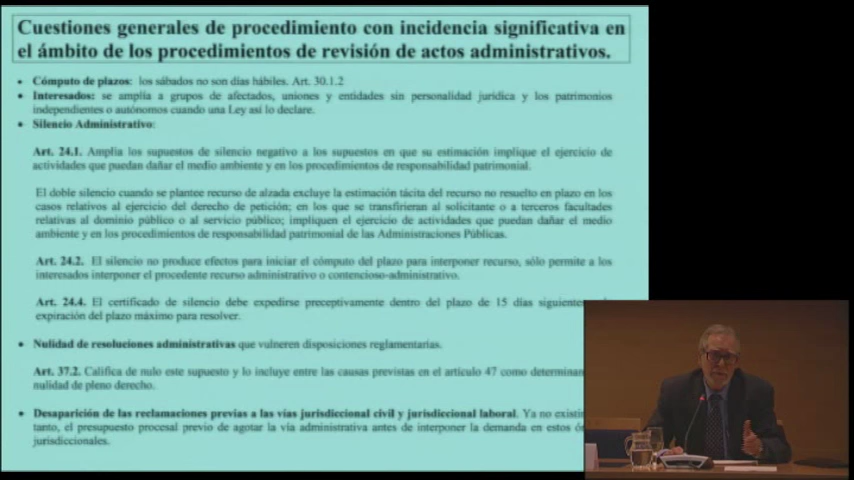 Cuestiones generales de procedimiento con incidencia significativa en
el ámbito de los procedimientos de revisión de actos administrativos.
• Cómputo de plazos: los sábados no son días hábiles. Art. 30.1.2
• Interesados: se amplia a grupos de afectados, uniones y entidades sin personalidad jurídica y los patrimonios
independientes o autónomos cuando una Ley así lo declare.
• Silencio Administrativo:
Art. 24.1. Amplia los supuestos de silencio negativo a los supuestos en que su estimación implique el ejercicio de
actividades que puedan dañar el medio ambiente y en los procedimientos de responsabilidad patrimonial.
El doble silencio cuando se plantee recurso de alzada excluye la estimación tácita del recurso no resuelto en plazo en los
casos relativos al ejercicio del derecho de petición; en los que se transfirieran al solicitante o a terceros facultades
relativas al dominio público o al servicio público; impliquen el ejercicio de actividades que puedan dañar el medio
ambiente y en los procedimientos de responsabilidad patrimonial de las Administraciones Públicas.
Art. 24.2. El silencio no produce efectos para iniciar el cómputo del plazo para interponer recurso, sólo permite a los
interesados interponer el procedente recurso administrativo o contencioso-administrativo.
Art. 24.4. El certificado de silencio debe expedirse preceptivamente dentro del plazo de 15 días siguientes
expiración del plazo máximo para resolver.
• Nulidad de resoluciones administrativas que vulneren disposiciones reglamentarias.
Art. 37.2. Califica de nulo este supuesto y lo incluye entre las causas previstas en el artículo 47 como determinan
nulidad de pleno derecho.
• Desaparición de las reclamaciones previas a las vías jurisdiccional civil y jurisdiccional laboral. Ya no existin
tanto, el presupuesto procesal previo de agotar la vía administrativa antes de interponer la demanda en estos ó
jurisdiccionales.